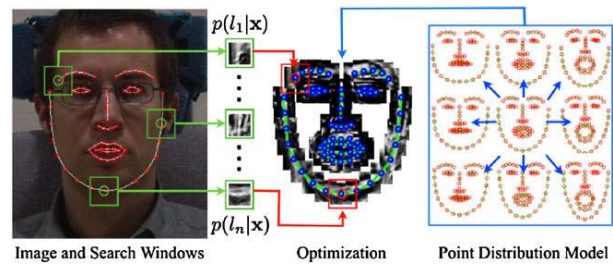 p(l₁|x)
p(lₙ|x)
Image and Search Windows
Optimization
Point Distribution Model